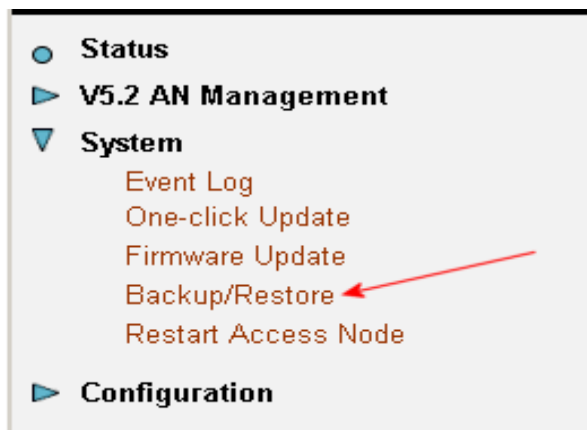 Status
V5.2 AN Management
System
Event Log
One-click Update
Firmware Update
Backup/Restore
Restart Access Node
Configuration